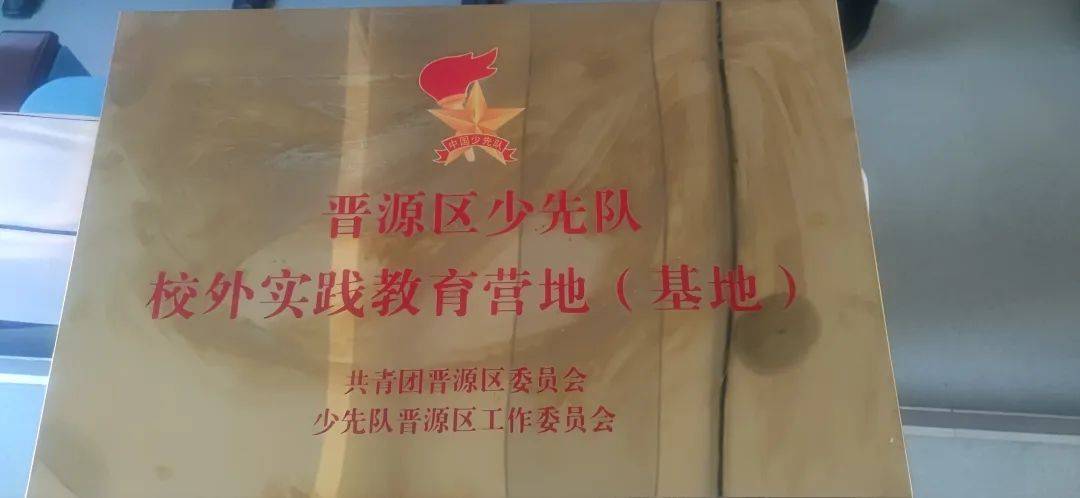 中国少先队
晋源区少先队
校外实践教育营地（基地）
共青团晋源区委员会
少先队晋源区工作委员会